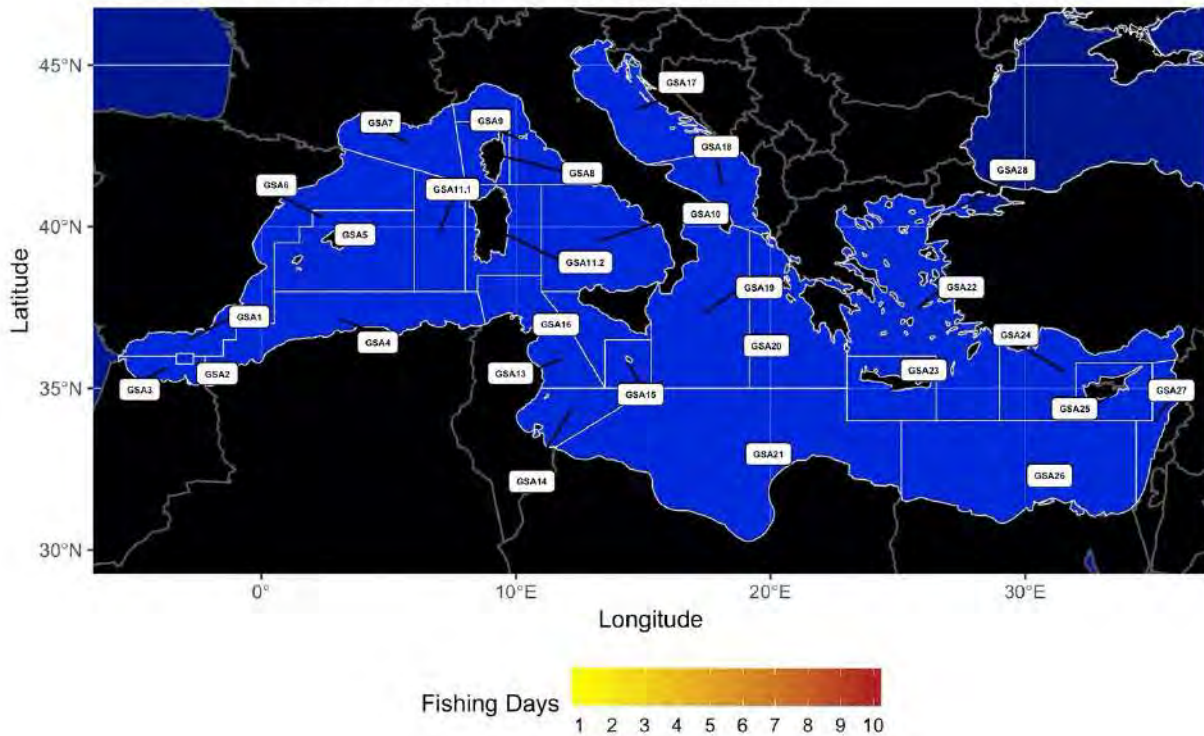 45°N
40°N
35°N
30°N
Latitude
GSA17
GSA7
GSA9
GSA18
GSA8
GSA28
GSA6
GSA11.1
GSA10
GSA5
GSA11.2
GSA19
GSA22
GSA1
GSA16
GSA24
GSA4
GSA20
GSA3
GSA2
GSA13
GSA23
GSA15
GSA25
GSA27
GSA21
GSA14
GSA26
0°
10°E
20°E
30°E
Longitude
Fishing Days
1 2 3 4 5 6 7 8 9 10